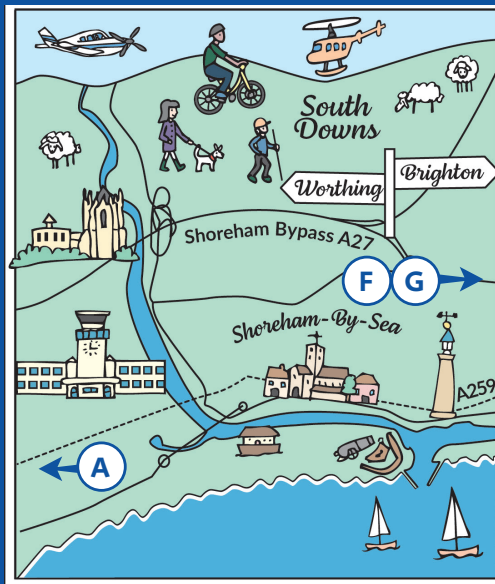 South
Downs
Worthing
Brighton
Shoreham Bypass A27
F
G
Shoreham-By-Sea
A259
A